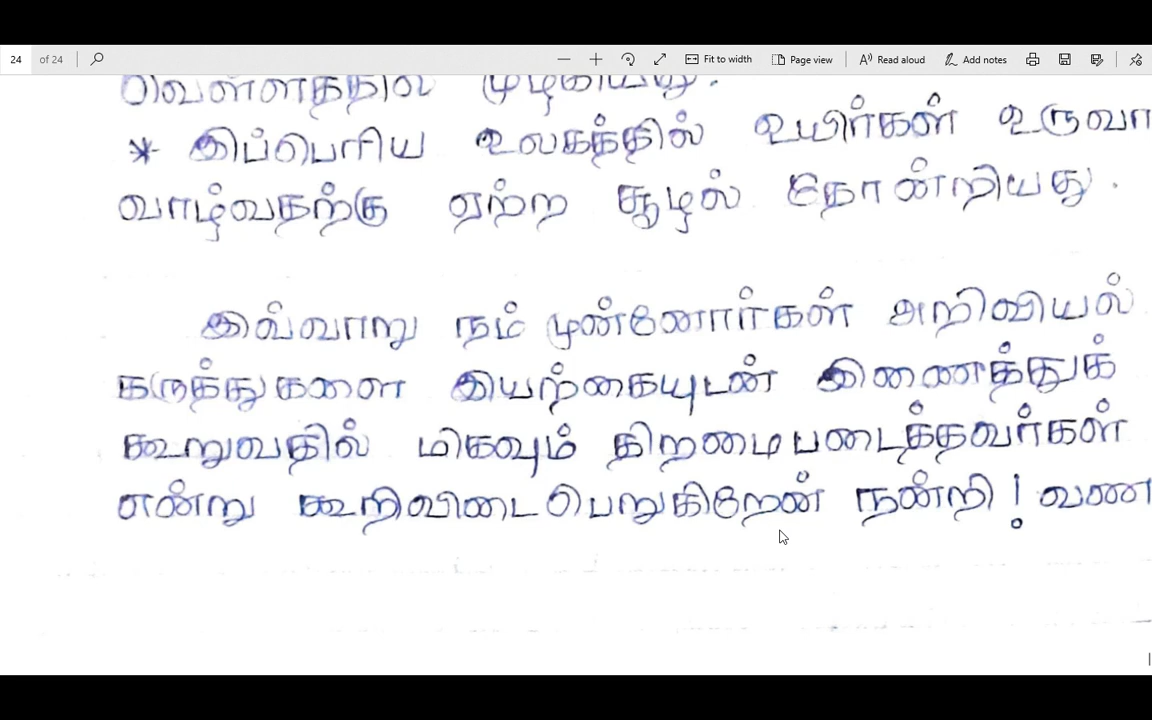 24 of 24 Fit to width Page view Read aloud Add notes
வெள்ளத்தில் மூழ்கியது.
* இப்பெரிய உலகத்தில் உயிர்கள் உருவா
வாழ்வதற்கு ஏற்ற சூழல் தோன்றியது.
இவ்வாறு நம் முன்னோர்கள் அறிவியல்
கருத்துகளை இயற்கையுடன் இணைத்துக்
கூறுவதில் மிகவும் திறமைபடைத்தவர்கள்
என்று கூறிவிடைபெறுகிறேன் நன்றி! வண